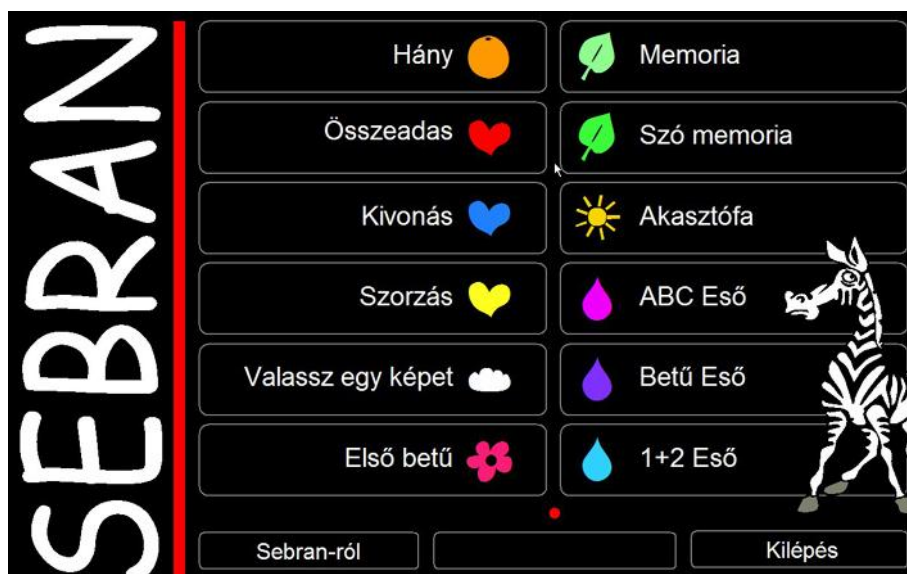 SEBRAN
Hány
Összeadas
Kivonás
Szorzás
Valassz egy képet
Első betű
Memoria
Szó memoria
Akasztófa
ABC Eső
Betű Eső
1+2 Eső
Sebran-ról
Kilépés